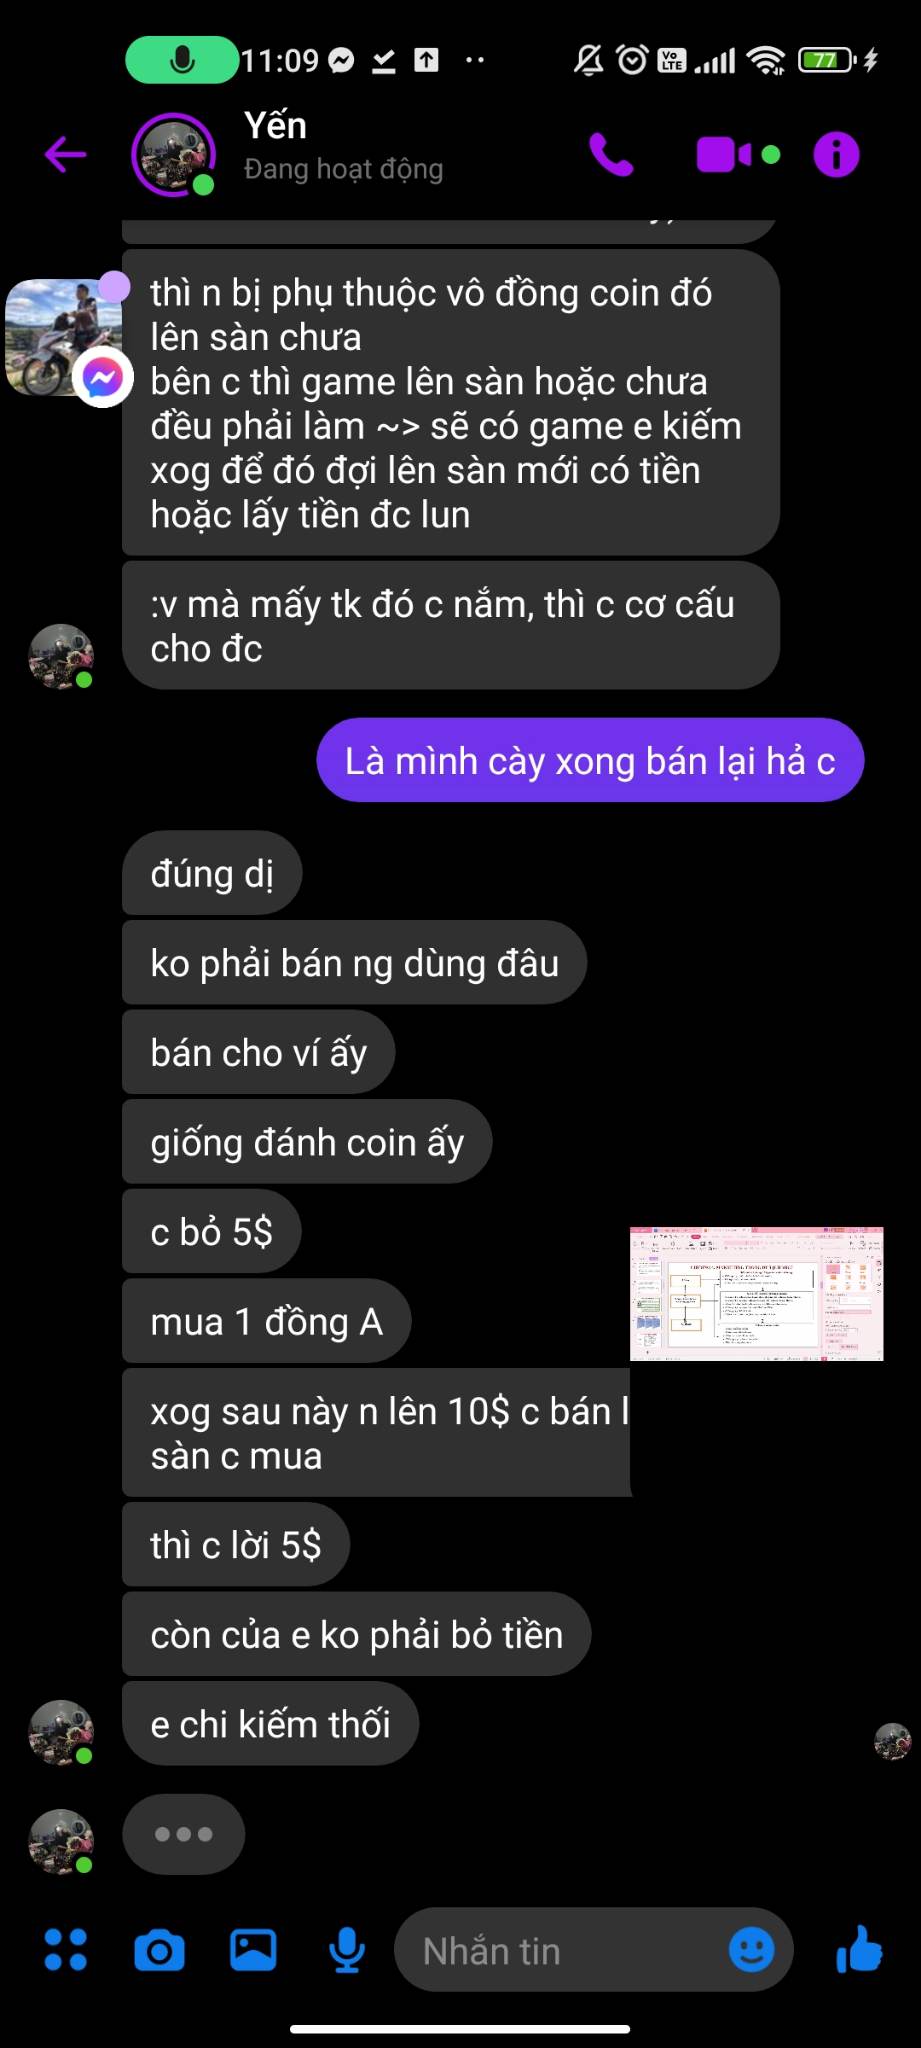 11:09
Vo
LTE
77
Yến
Đang hoạt động
thì n bị phụ thuộc vô đồng coin đó
lên sàn chưa
bên c thì game lên sàn hoặc chưa
đều phải làm ~> sẽ có game e kiếm
xog để đó đợi lên sàn mới có tiền
hoặc lấy tiền đc lun
:v mà mấy tk đó c nắm, thì c cơ cấu
cho đc
Là mình cày xong bán lại hả c
đúng dị
ko phải bán ng dùng đâu
bán cho ví ấy
giống đánh coin ấy
c bỏ 5$
mua 1 đồng A
xog sau này n lên 10$ c bán l
sàn c mua
thì c lời 5$
còn của e ko phải bỏ tiền
e chi kiếm thối
Nhắn tin